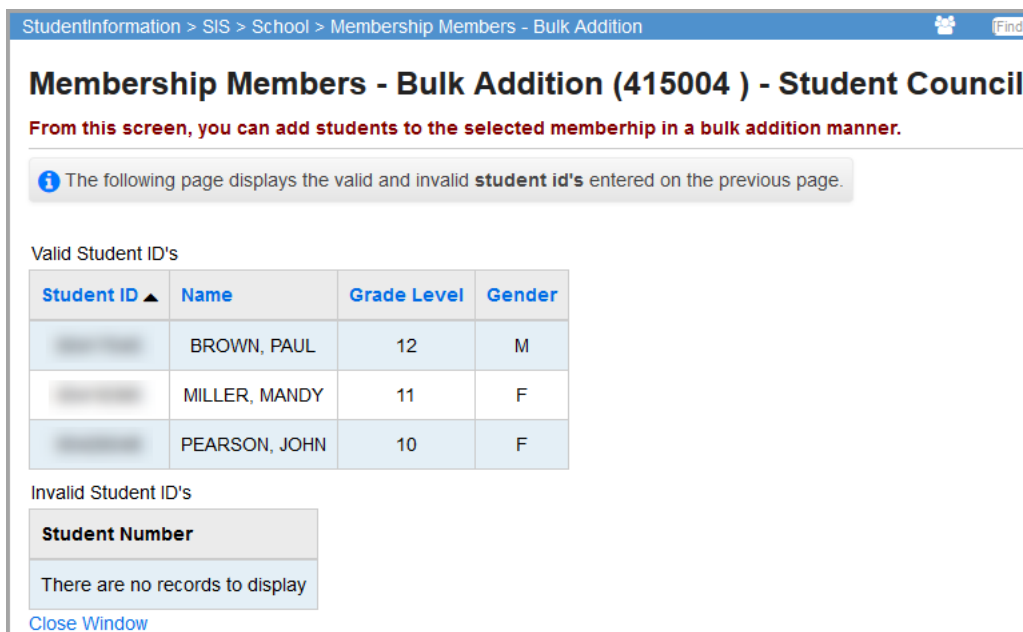 StudentInformation > SIS > School > Membership Members - Bulk Addition [Find
Membership Members - Bulk Addition (415004 ) - Student Council
From this screen, you can add students to the selected memberhip in a bulk addition manner.
The following page displays the valid and invalid student id's entered on the previous page.
Valid Student ID's
Student ID Name Grade Level Gender
BROWN, PAUL 12 M
MILLER, MANDY 11 F
PEARSON, JOHN 10 F
Invalid Student ID's
Student Number
There are no records to display
Close Window